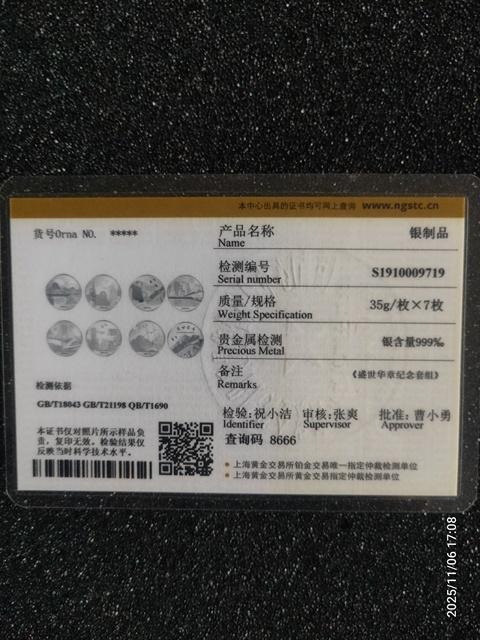 本中心出具的证书均可网上查询 www.ngstc.cn
货号Orna NO. *****
产品名称 银制品
Name
检测编号 S1910009719
Serial number
质量/规格 35g/枚×7枚
Weight Specification
贵金属检测 银含量999‰
Precious Metal
备注 《盛世华章纪念套组》
Remarks
检测依据
GB/T18043 GB/T21198 QB/T1690
检验:祝小洁 审核:张爽 批准:曹小勇
Identifier Supervisor Approver
查询码 8666
本证书仅对照片所示样品负
责,复印无效。检验结果仅
反映当时科学技术水平。
• 上海黄金交易所铂金交易唯一指定仲裁检测单位
• 上海黄金交易所黄金交易指定仲裁检测单位
2025/11/06 17:08